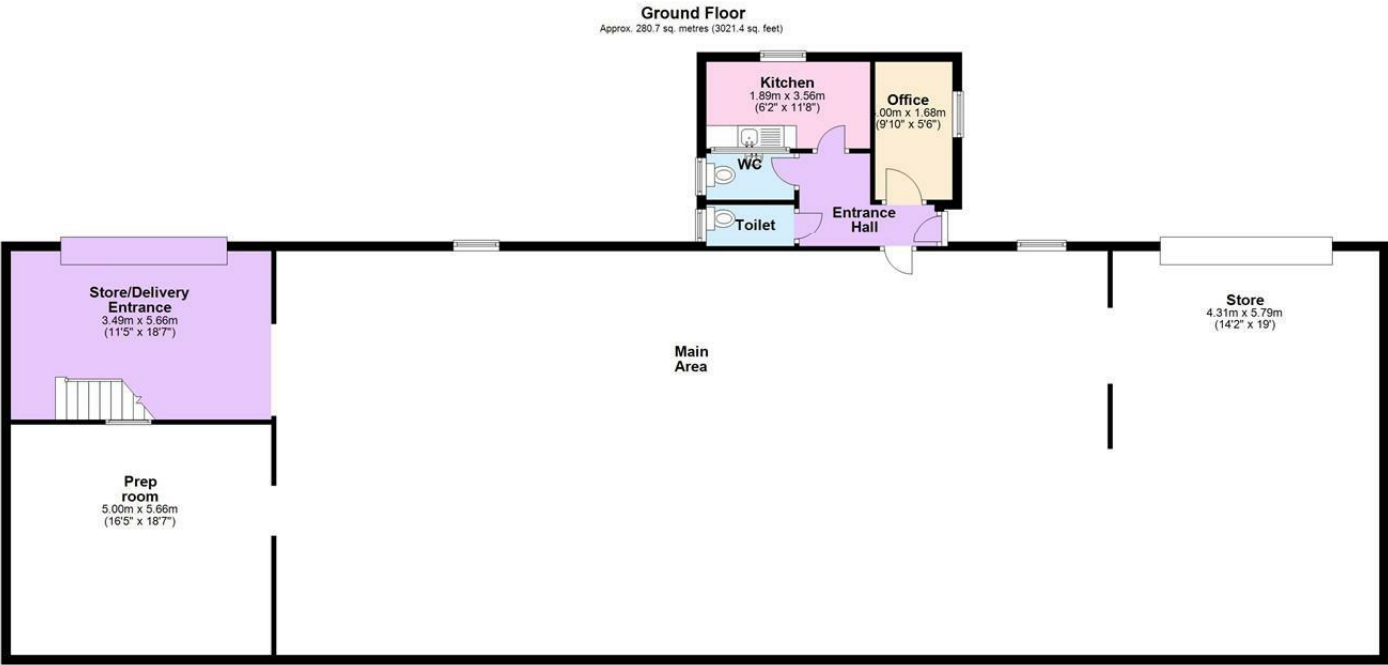 Ground Floor
Approx. 280.7 sq. metres (3021.4 sq. feet)
Kitchen
1.89m x 3.56m
(6'2" x 11'8")
Office
.00m x 1.68m
(9'10" x 5'6")
WC
Toilet
Entrance
Hall
Store/Delivery
Entrance
3.49m x 5.66m
(11'5" x 18'7")
Store
4.31m x 5.79m
(14'2" x 19')
Main
Area
Prep
room
5.00m x 5.66m
(16'5" x 18'7")